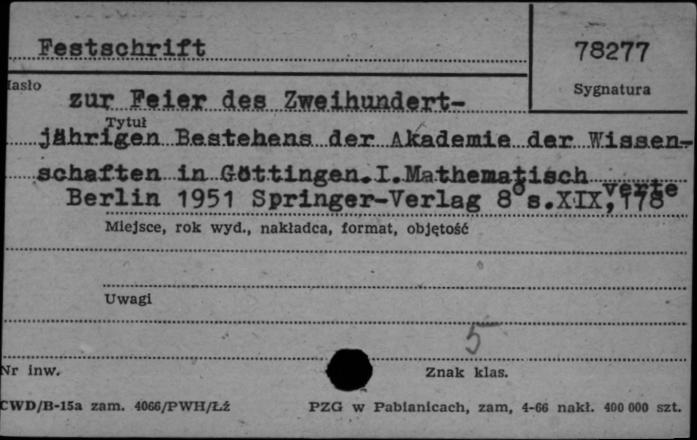 Festschrift
78277
Hasło
Sygnatura
zur Feier des Zweihundert-
Tytuł
jährigen Bestehens der Akademie der Wissen-
schaften in Göttingen.I.Mathematisch
verte
Berlin 1951 Springer-Verlag 8° s.XIX,178
Miejsce, rok wyd., nakładca, format, objętość
Uwagi
5
Nr inw.
Znak klas.
CWD/B-15a zam. 4066/PWH/Łź
PZG w Pabianicach, zam, 4-66 nakł. 400 000 szt.